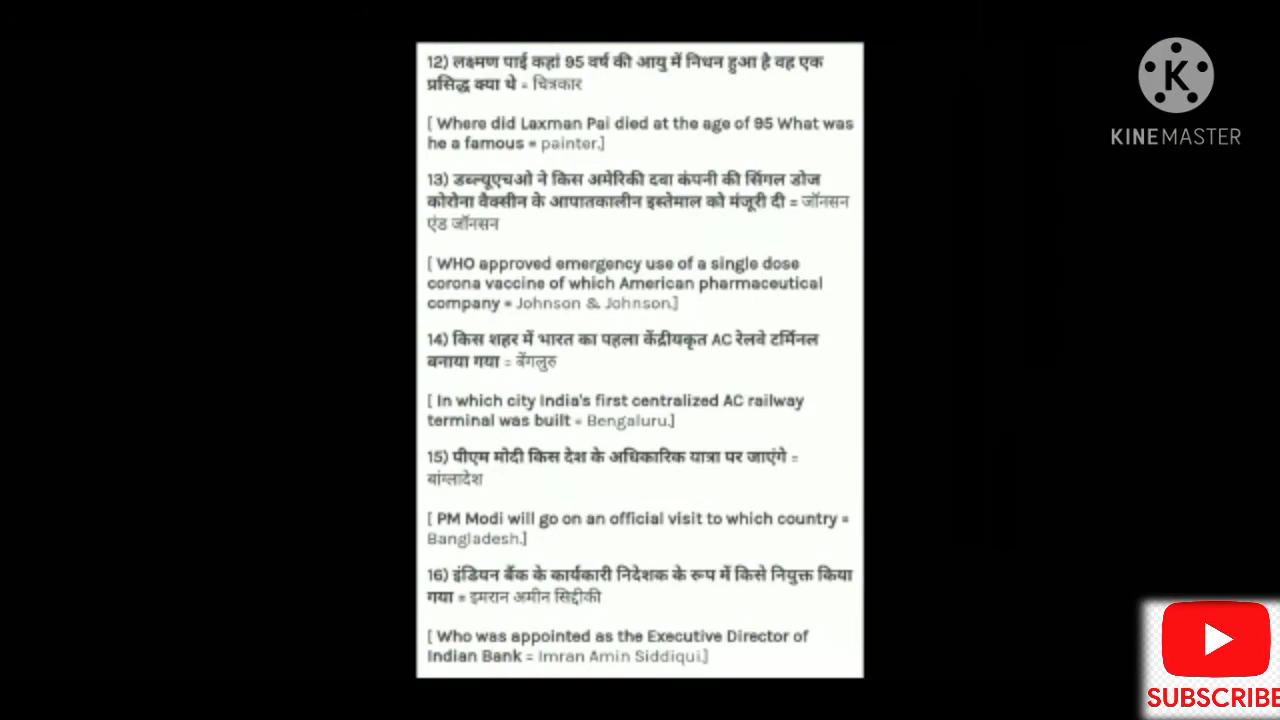 12) लक्ष्मण पाई कहां 95 वर्ष की आयु में निधन हुआ है वह एक
प्रसिद्ध क्या थे = चित्रकार
[ Where did Laxman Pai died at the age of 95 What was
he a famous = painter.]
13) डब्ल्यूएचओ ने किस अमेरिकी दवा कंपनी की सिंगल डोज
कोरोना वैक्सीन के आपातकालीन इस्तेमाल को मंजूरी दी = जॉनसन
एंड जॉनसन
[ WHO approved emergency use of a single dose
corona vaccine of which American pharmaceutical
company = Johnson & Johnson.]
14) किस शहर में भारत का पहला केंद्रीयकृत AC रेलवे टर्मिनल
बनाया गया = बेंगलुरु
[ In which city India's first centralized AC railway
terminal was built = Bengaluru.]
15) पीएम मोदी किस देश के अधिकारिक यात्रा पर जाएंगे =
बांग्लादेश
[ PM Modi will go on an official visit to which country =
Bangladesh.]
16) इंडियन बैंक के कार्यकारी निदेशक के रूप में किसे नियुक्त किया
गया = इमरान अमीन सिद्दीकी
[ Who was appointed as the Executive Director of
Indian Bank = Imran Amin Siddiqui.]
K
KINEMASTER
SUBSCRIBE